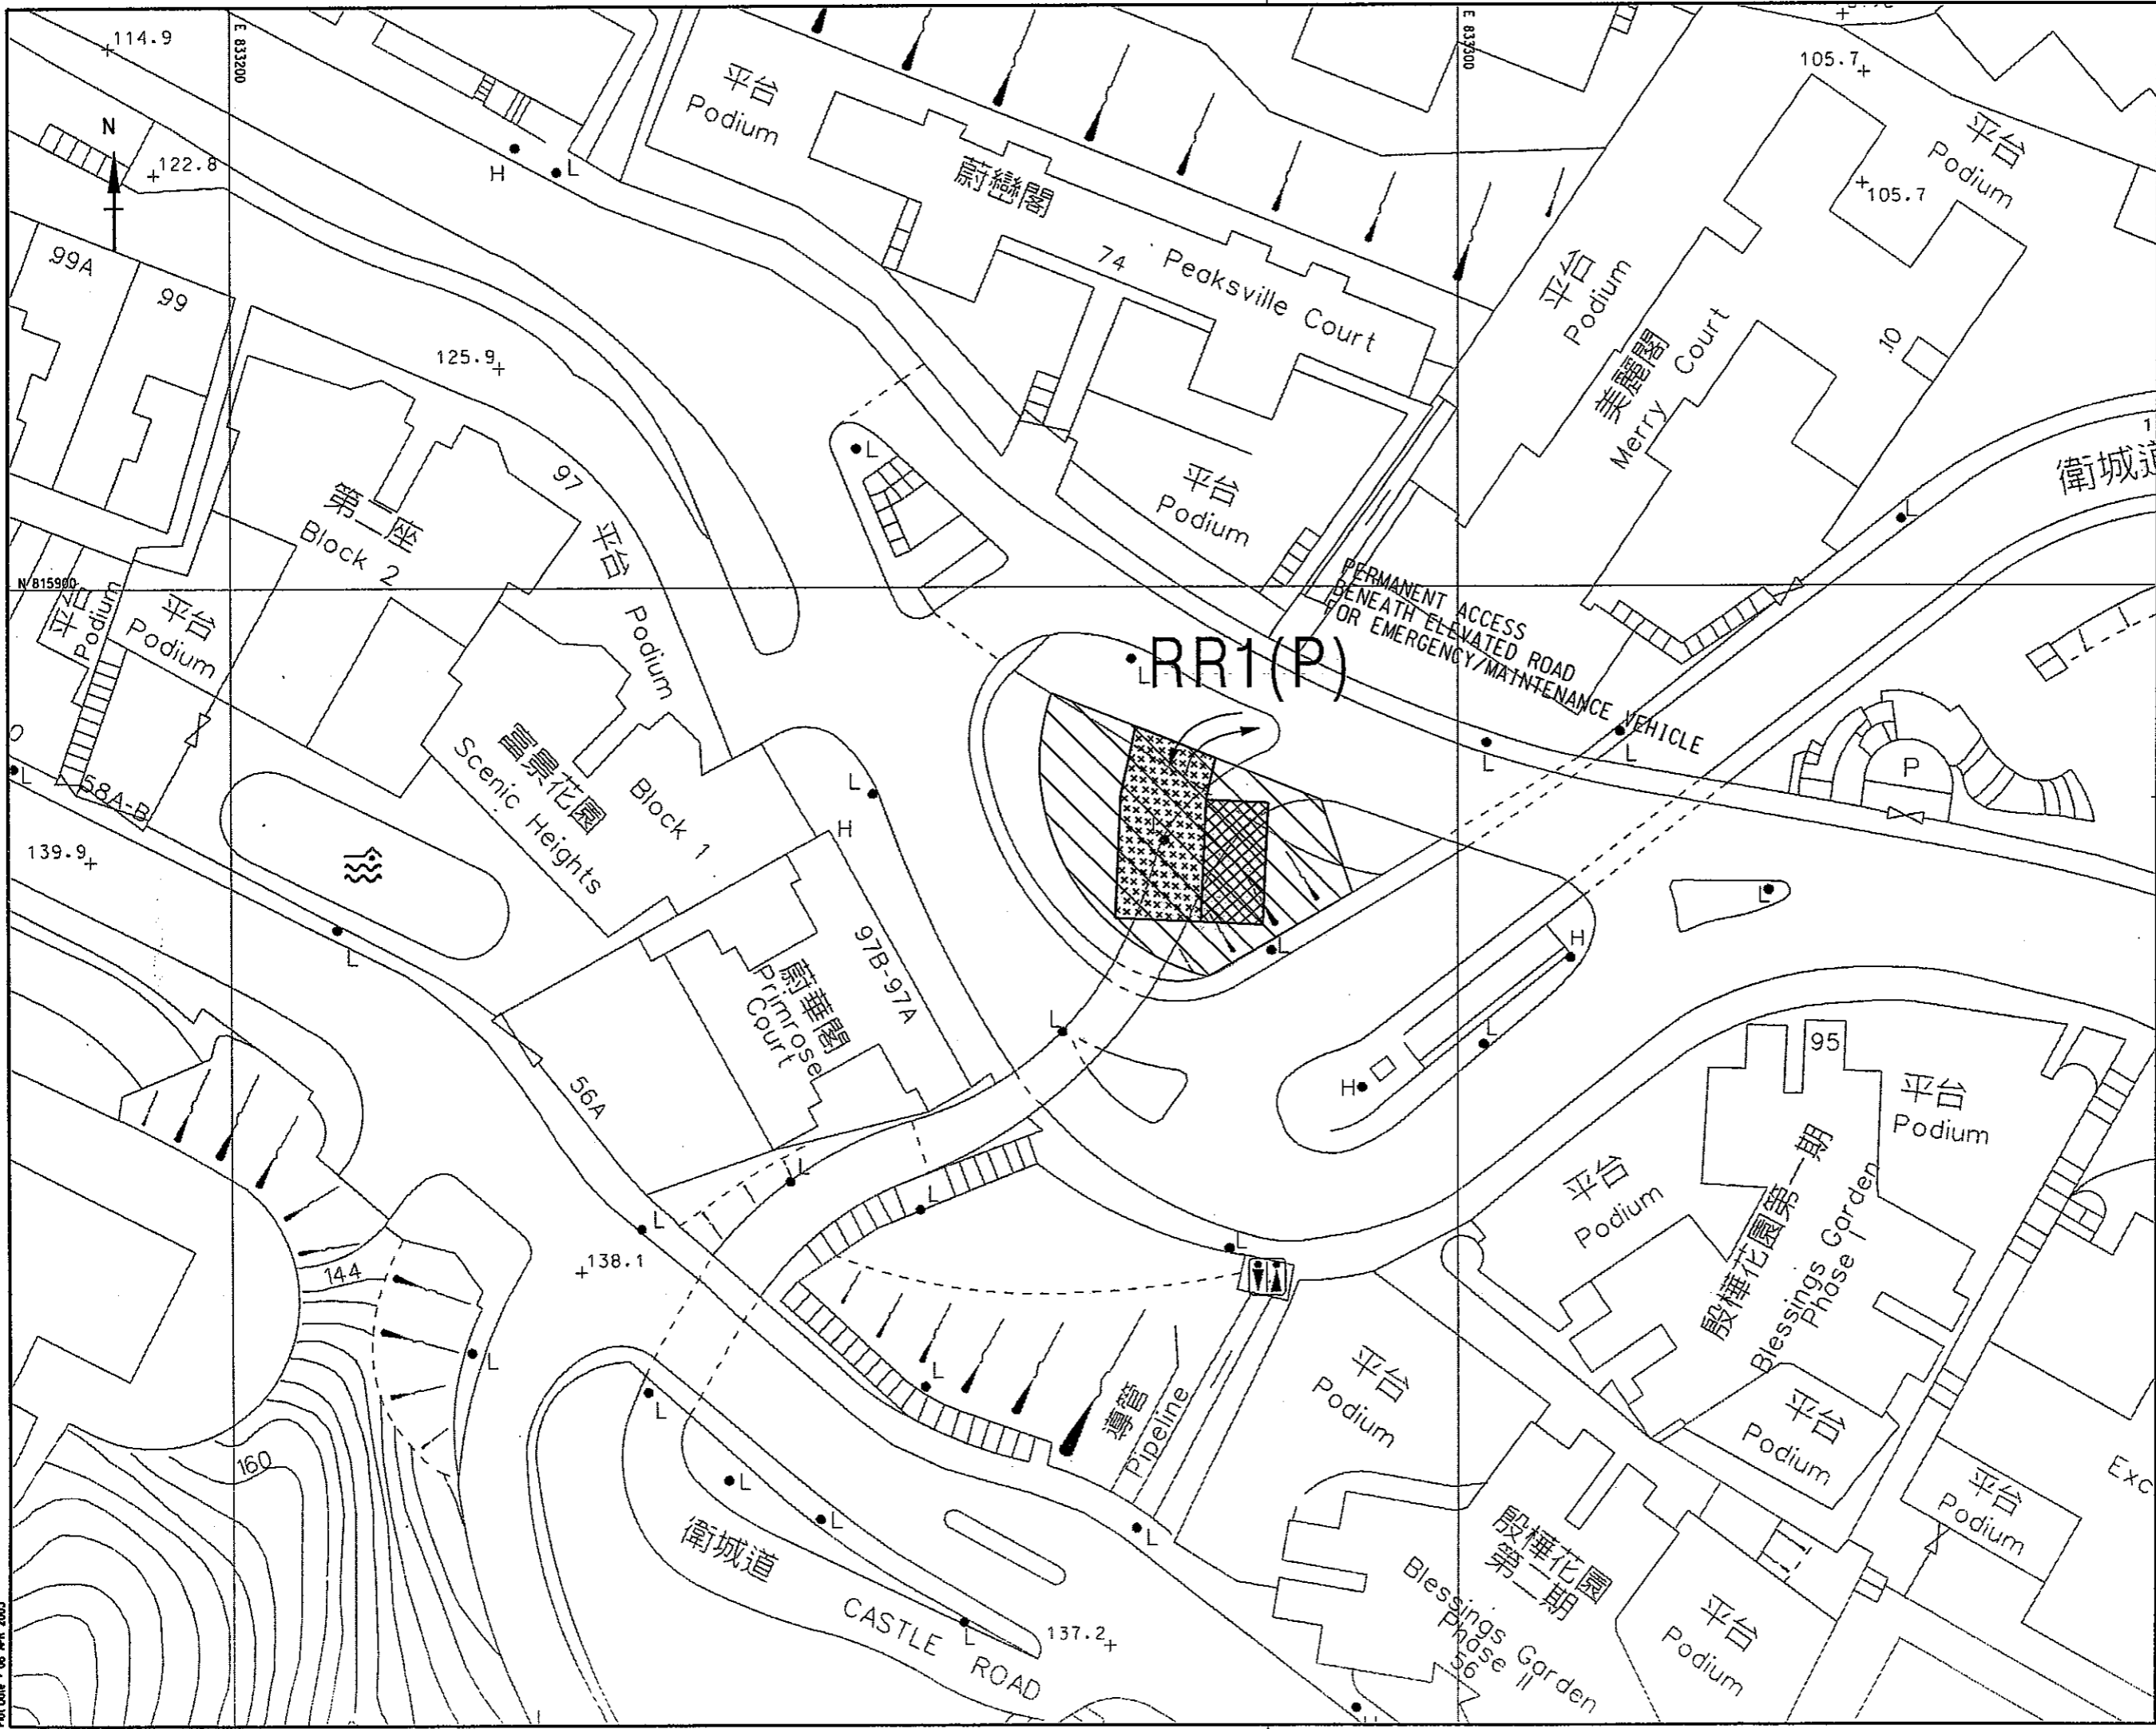 114.9
E 833200
E 833300
105.7
N
122.8
H
L
平台
Podium
蔚巒閣
74 Peaksville Court
平台
Podium
105.7
平台
Podium
美麗閣
Merry Court
10
99A
99
125.9
L
97
平台
Podium
第二座
Block 2
平台
Podium
L
衛城道
N 815900
平台
Podium
平台
Podium
PERMANENT ACCESS
BENEATH ELEVATED ROAD
FOR EMERGENCY/MAINTENANCE VEHICLE
RR1(P)
L
L
L
P
富景花園
Scenic Heights
Block 1
L
H
58A-B
L
139.9
L
蔚華閣
Primrose
Court
97B-97A
L
L
L
H
L
H
56A
95
平台
Podium
平台
Podium
殷樺花園第一期
Blessings Garden
Phase I
L
L
L
L
138.1
144
L
L
L
導管
Pipeline
平台
Podium
平台
Podium
160
L
L
L
衛城道
CASTLE ROAD
L
137.2
殷樺花園
第二期
Blessings Garden
Phase II
56
平台
Podium
平台
Podium
Exc